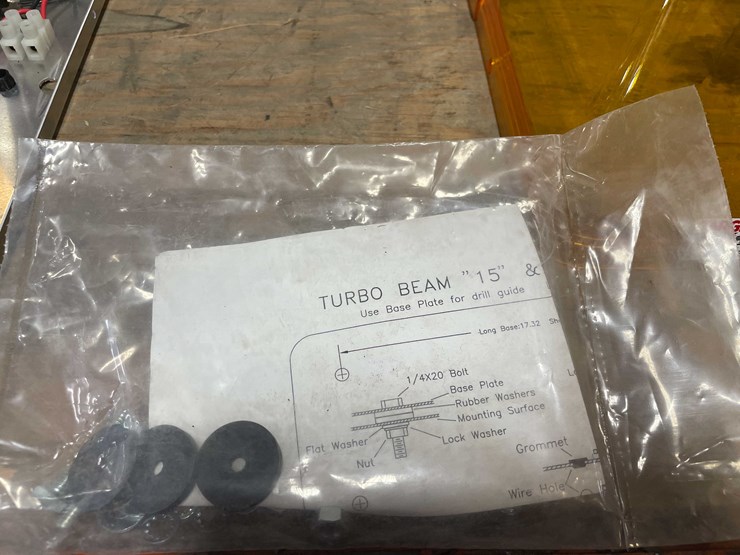 TURBO BEAM "15" &
Use Base Plate for drill guide
Long Base:17.32
1/4X20 Bolt
Base Plate
Rubber Washers
Mounting Surface
Flat Washer
Lock Washer
Nut
Grommet
Wire Hole